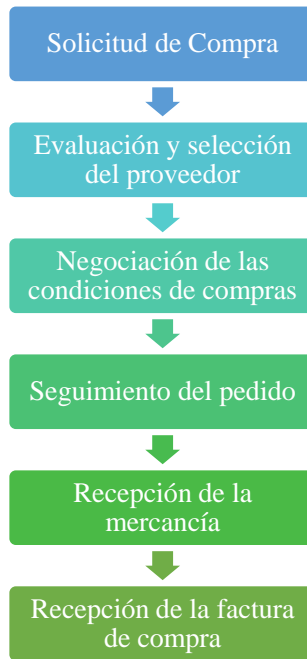 Solicitud de Compra
Evaluación y selección
del proveedor
Negociación de las
condiciones de compras
Seguimiento del pedido
Recepción de la
mercancía
Recepción de la factura
de compra